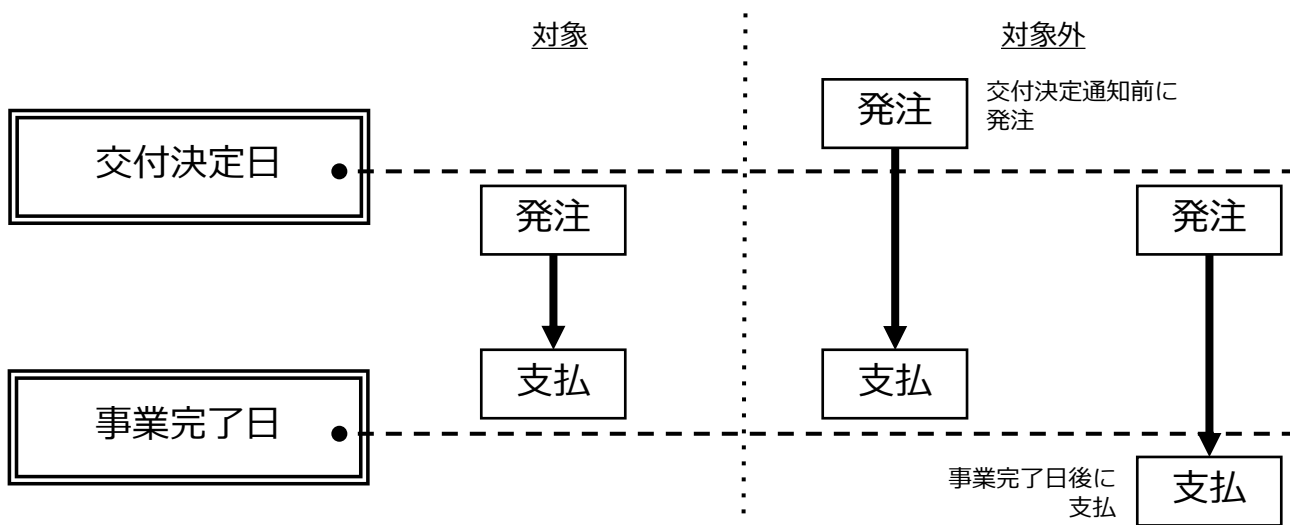 対象
対象外
発注
交付決定通知前に
発注
交付決定日
発注
発注
支払
支払
事業完了日
事業完了日後に
支払
支払